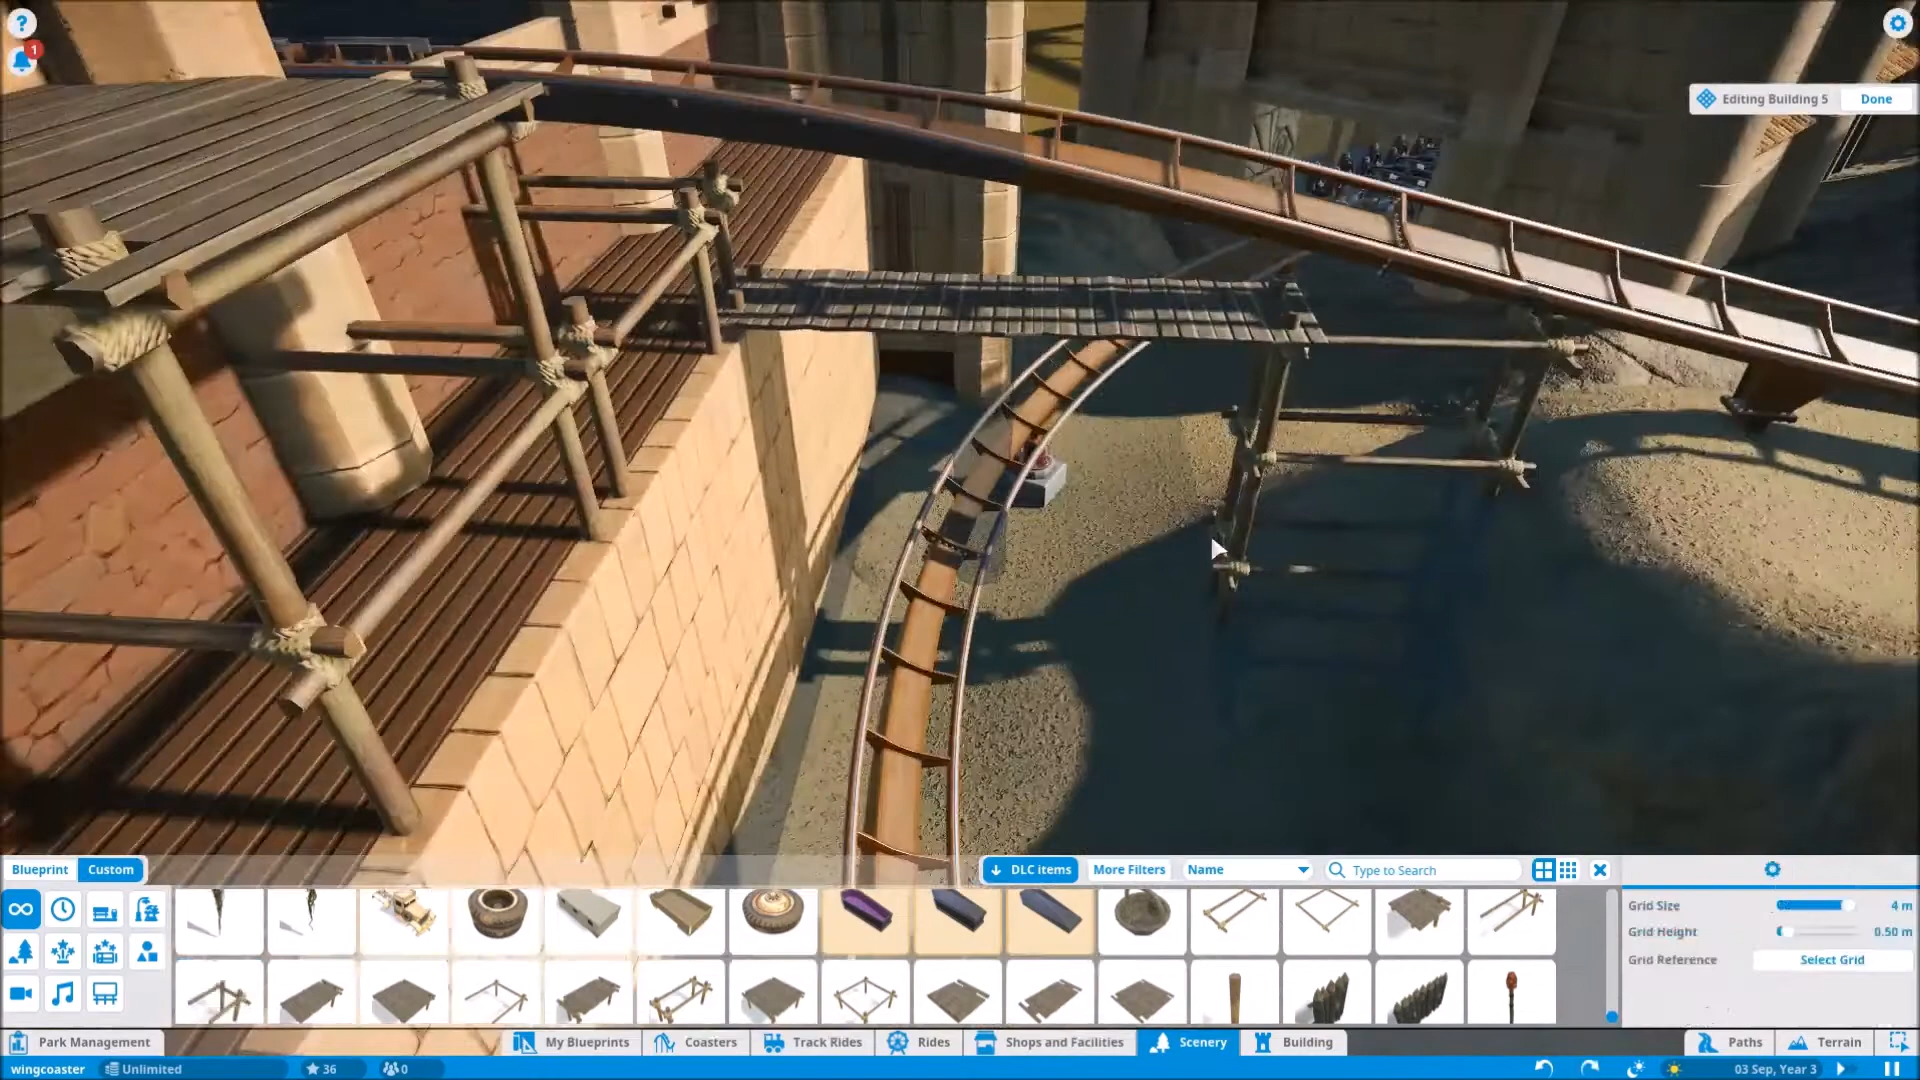 ?
1
Editing Building 5
Done
Blueprint
Custom
DLC items
More Filters
Name
Type to Search
Grid Size
4 m
Grid Height
0.50 m
Grid Reference
Select Grid
Park Management
My Blueprints
Coasters
Track Rides
Rides
Shops and Facilities
Scenery
Building
Paths
Terrain
wingcoaster
Unlimited
36
0
03 Sep, Year 3